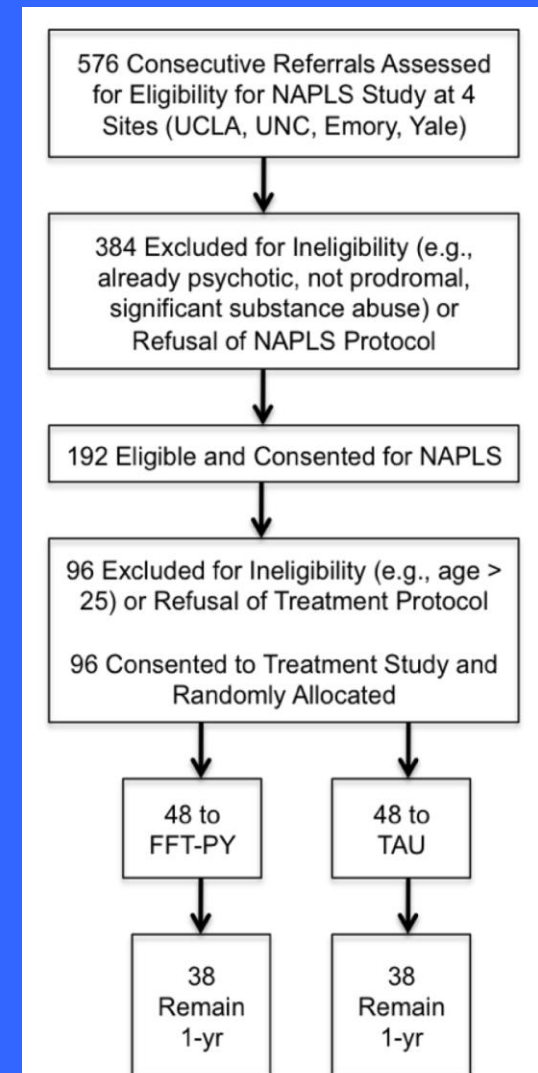 576 Consecutive Referrals Assessed
for Eligibility for NAPLS Study at 4
Sites (UCLA, UNC, Emory, Yale)
384 Excluded for Ineligibility (e.g.,
already psychotic, not prodromal,
significant substance abuse) or
Refusal of NAPLS Protocol
192 Eligible and Consented for NAPLS
96 Excluded for Ineligibility (e.g., age >
25) or Refusal of Treatment Protocol
96 Consented to Treatment Study and
Randomly Allocated
48 to
FFT-PY
48 to
TAU
38
Remain
1-yr
38
Remain
1-yr